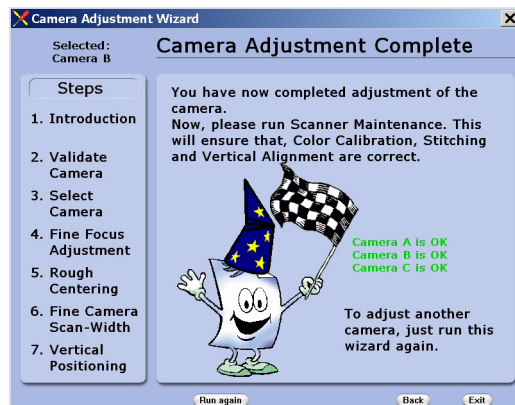 Camera Adjustment Wizard
Selected:
Camera B
Camera Adjustment Complete
Steps
1. Introduction
2. Validate
Camera
3. Select
Camera
4. Fine Focus
Adjustment
5. Rough
Centering
6. Fine Camera
Scan-Width
7. Vertical
Positioning
You have now completed adjustment of the
camera.
Now, please run Scanner Maintenance. This
will ensure that, Color Calibration, Stitching
and Vertical Alignment are correct.
Camera A is OK
Camera B is OK
Camera C is OK
To adjust another
camera, just run this
wizard again.
Run again
Back
Exit